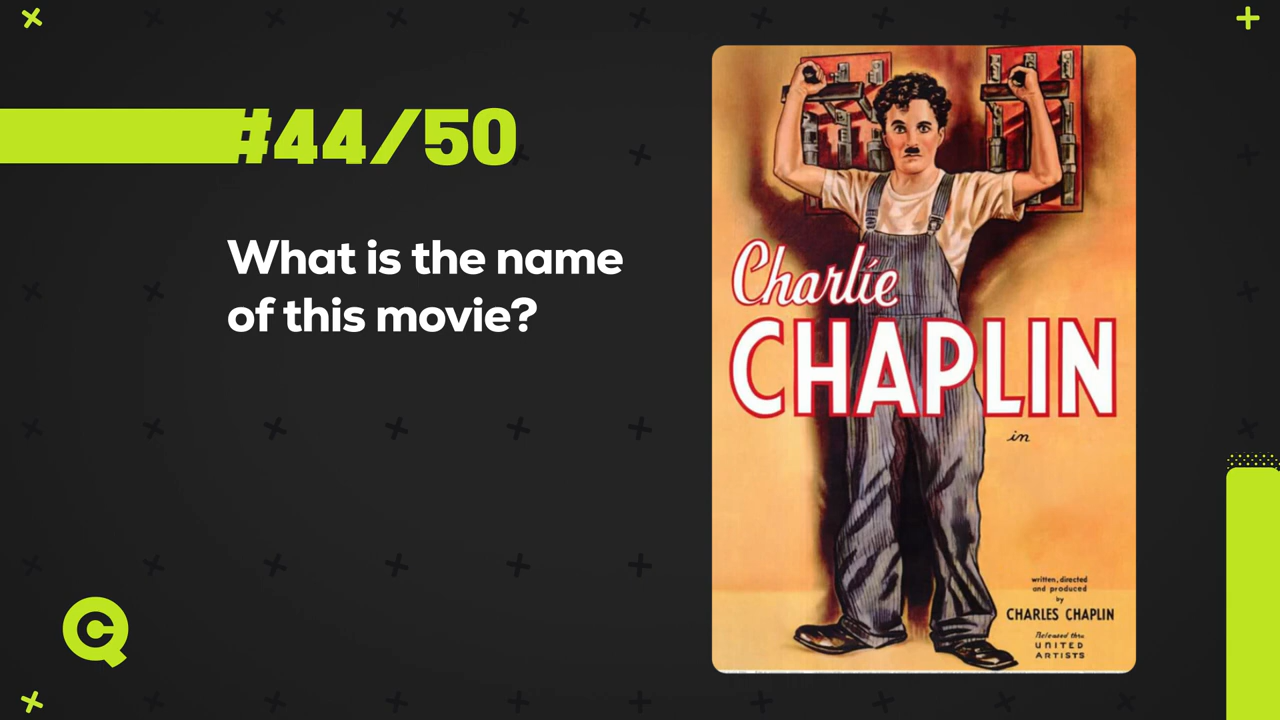 #44/50
What is the name
of this movie?
Charlie
CHAPLIN
in
written, directed
and produced
by
CHARLES CHAPLIN
Released thru
UNITED
ARTISTS